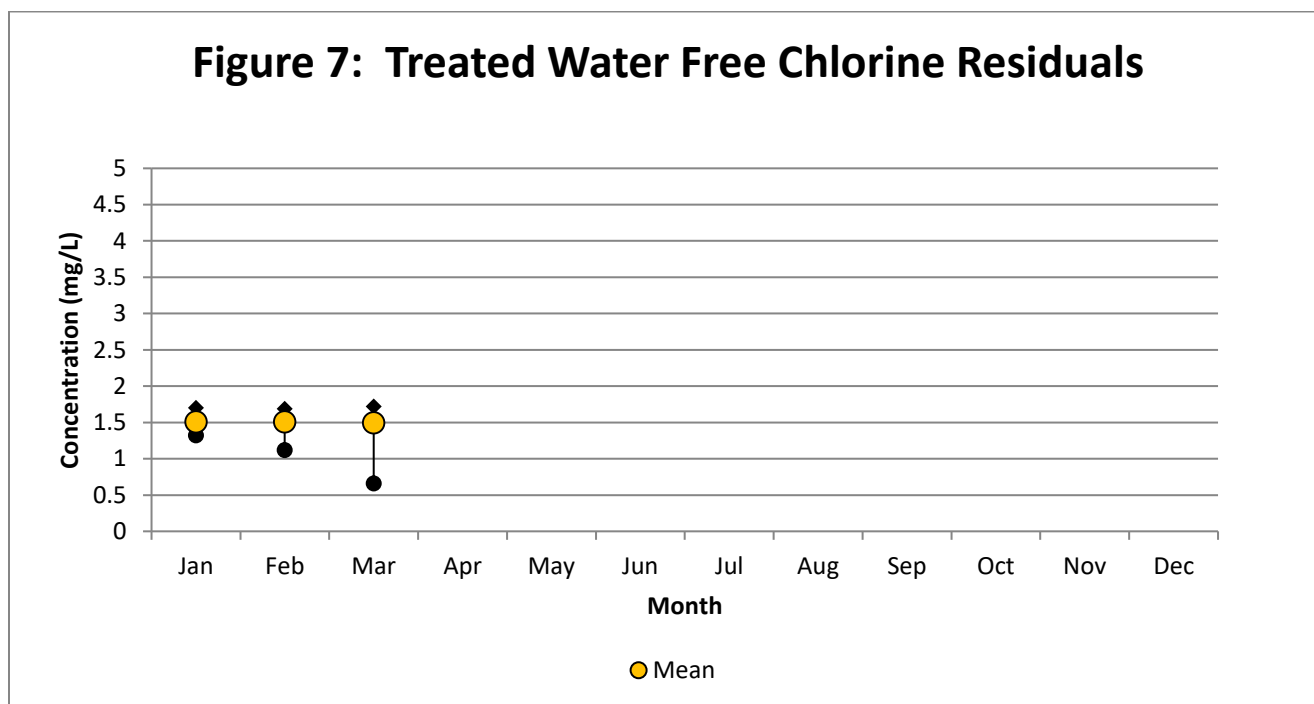 Figure 7:  Treated Water Free Chlorine Residuals
5
4.5
4
3.5
3
2.5
2
1.5
1
0.5
0
Concentration (mg/L)
Jan Feb Mar Apr May Jun Jul Aug Sep Oct Nov Dec
Month
Mean